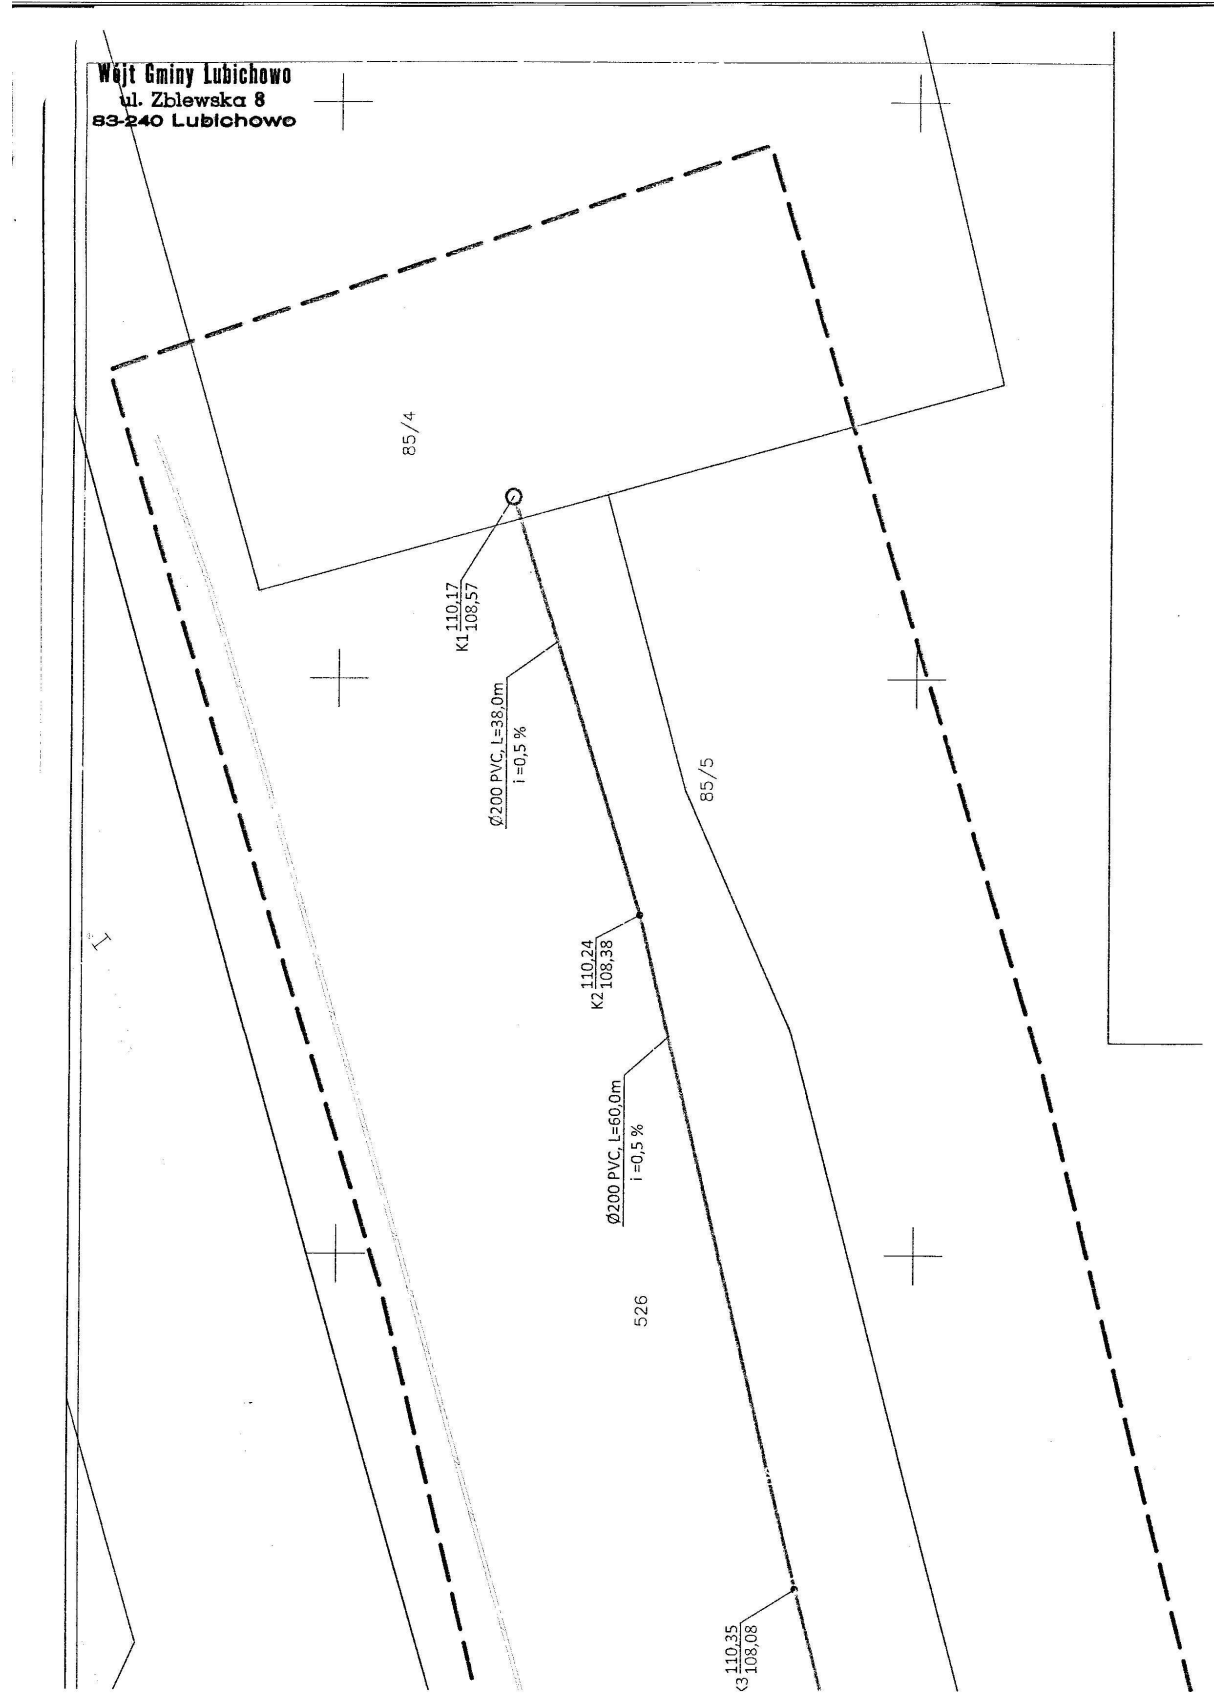 Wójt Gminy Lubichowo
ul. Zblewska 8
83-240 Lubichowo
85/4
K1 110,17
108,57
Ø200 PVC, L=38,0m
i =0,5 %
85/5
K2 110,24
108,38
Ø200 PVC, L=60,0m
i =0,5 %
526
K3 110,35
108,08